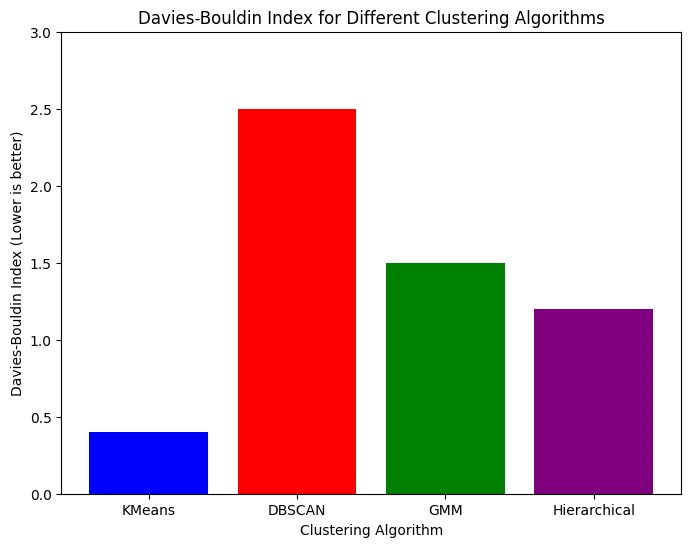 Davies-Bouldin Index for Different Clustering Algorithms
Davies-Bouldin Index (Lower is better)
3.0
2.5
2.0
1.5
1.0
0.5
0.0
KMeans DBSCAN GMM Hierarchical
Clustering Algorithm